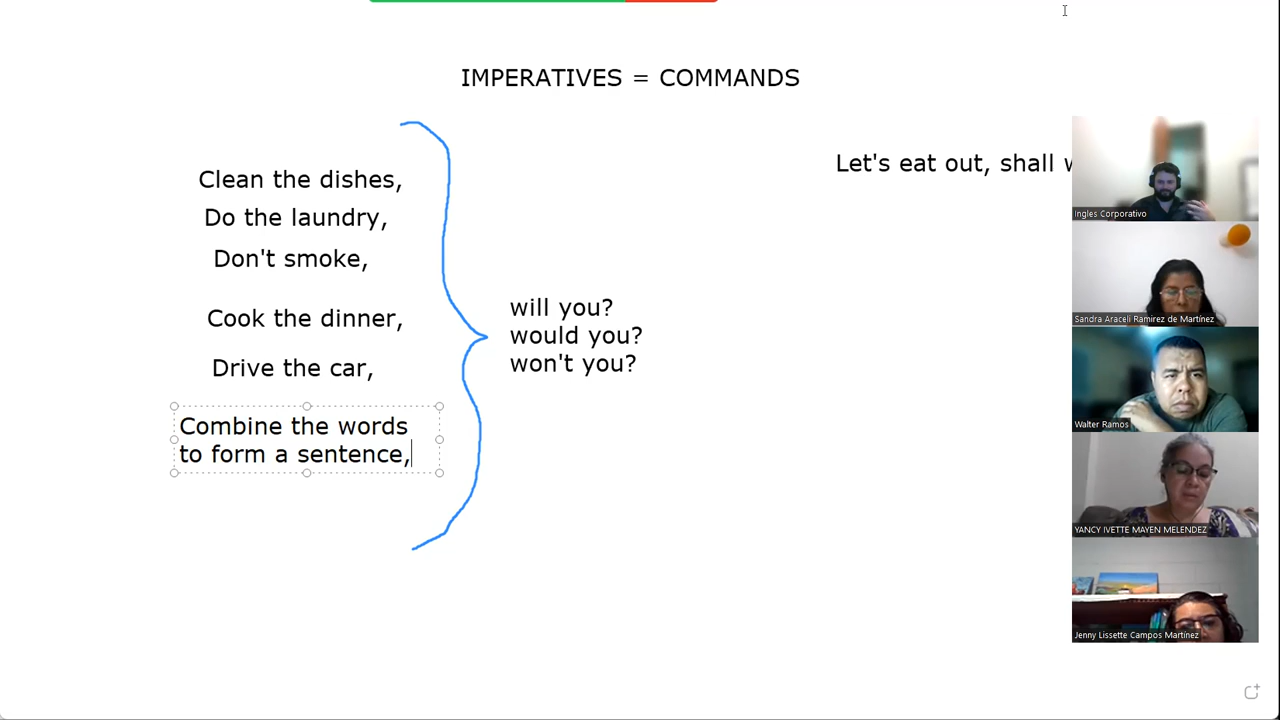 IMPERATIVES = COMMANDS
Clean the dishes,
Do the laundry,
Don't smoke,
Cook the dinner,
Drive the car,
Combine the words
to form a sentence,
will you?
would you?
won't you?
Let's eat out, shall
Ingles Corporativo
Sandra Araceli Ramirez de Martínez
Walter Ramos
YANCY IVETTE MAYEN MELENDEZ
Jenny Lissette Campos Martínez